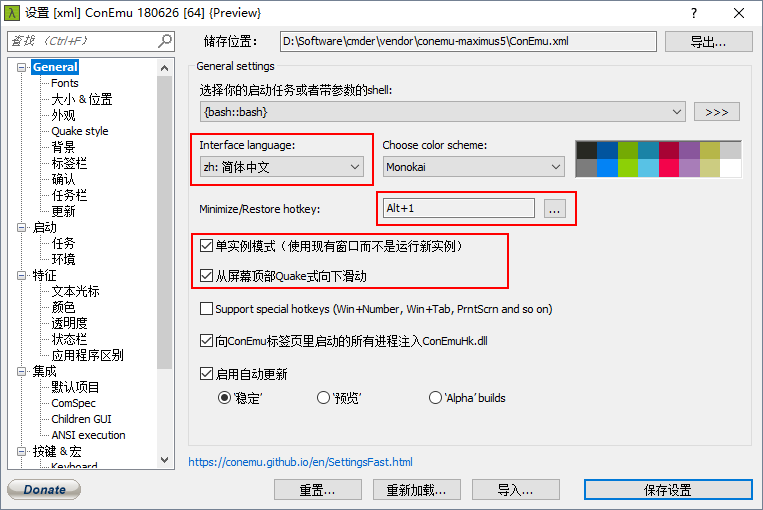 λ 设置 [xml] ConEmu 180626 [64] {Preview} ? ×
查找（Ctrl+F）
储存位置：
D:\Software\cmder\vendor\conemu-maximus5\ConEmu.xml
导出...
General
Fonts
大小 & 位置
外观
Quake style
背景
标签栏
确认
任务栏
更新
启动
任务
环境
特征
文本光标
颜色
透明度
状态栏
应用程序区别
集成
默认项目
ComSpec
Children GUI
ANSI execution
按键 & 宏
Keyboard
General settings
选择你的启动任务或者带参数的shell:
{bash::bash}
>>>
Interface language:
Choose color scheme:
zh: 简体中文
Monokai
Minimize/Restore hotkey:
Alt+1
...
单实例模式（使用现有窗口而不是运行新实例）
从屏幕顶部Quake式向下滑动
Support special hotkeys (Win+Number, Win+Tab, PrntScrn and so on)
向ConEmu标签页里启动的所有进程注入ConEmuHk.dll
启用自动更新
‘稳定’
‘预览’
‘Alpha’ builds
https://conemu.github.io/en/SettingsFast.html
Donate
重置...
重新加载...
导入...
保存设置